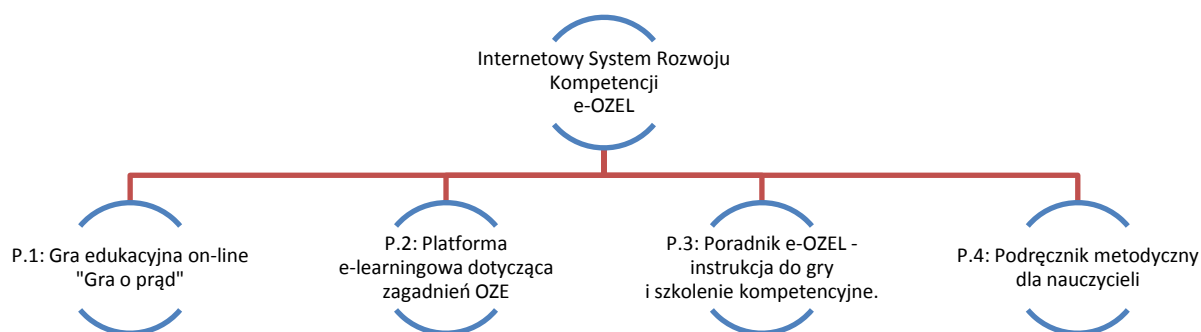 Internetowy System Rozwoju
Kompetencji
e-OZEL
P.1: Gra edukacyjna on-line
"Gra o prąd"
P.2: Platforma
e-learningowa dotycząca
zagadnień OZE
P.3: Poradnik e-OZEL -
instrukcja do gry
i szkolenie kompetencyjne.
P.4: Podręcznik metodyczny
dla nauczycieli